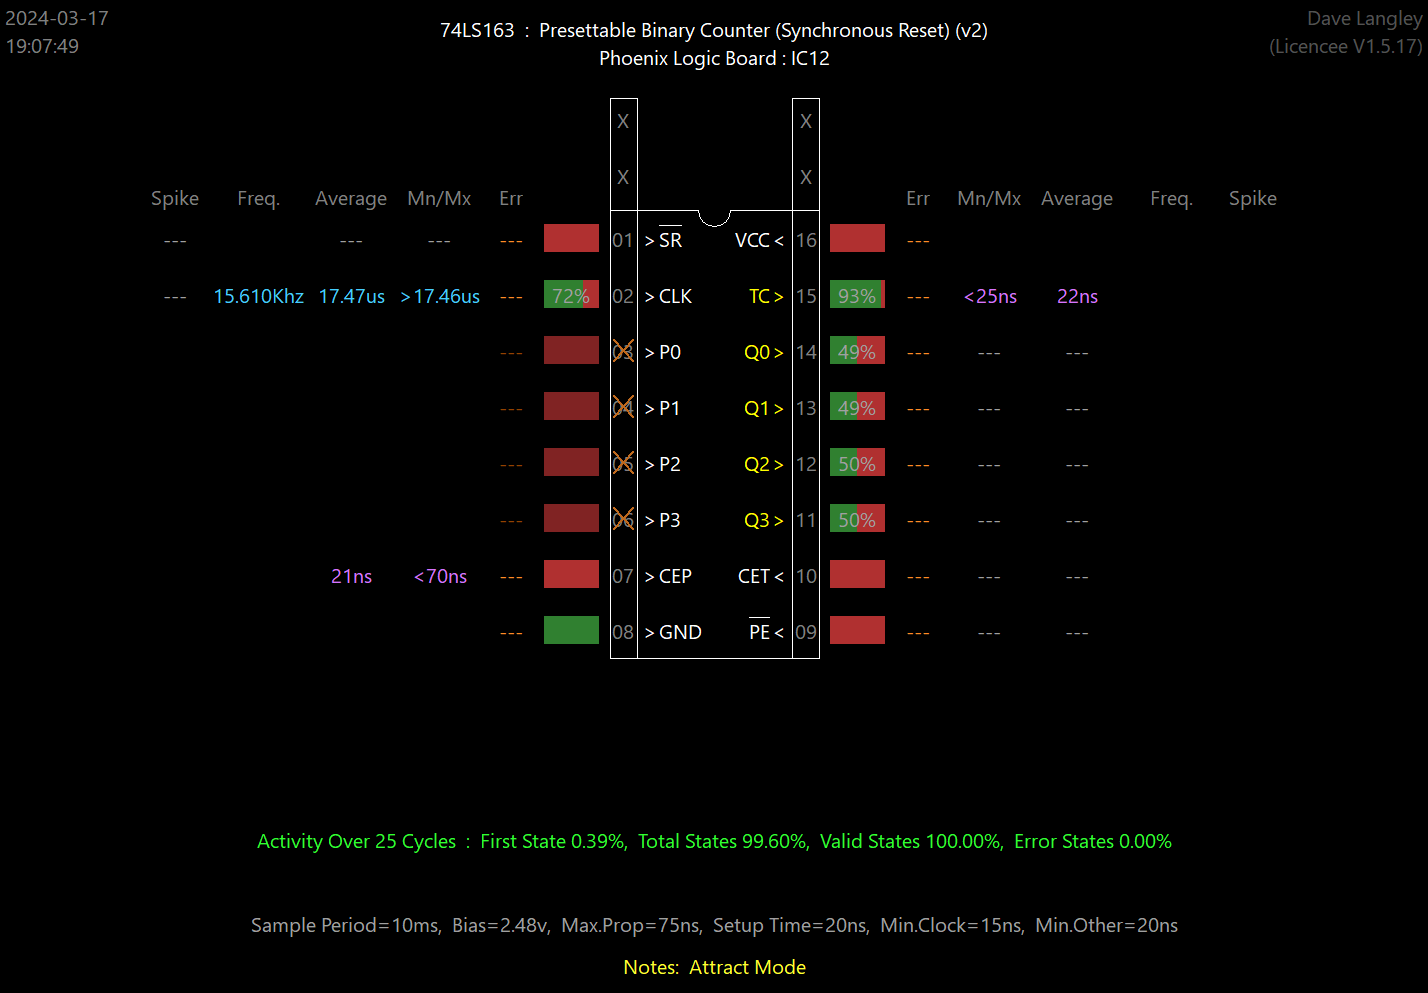 2024-03-17 74LS163 : Presettable Binary Counter (Synchronous Reset) (v2) Dave Langley
19:07:49 Phoenix Logic Board : IC12 (Licencee V1.5.17)
X X
X X
Spike Freq. Average Mn/Mx Err Err Mn/Mx Average Freq. Spike
--- --- --- --- 01 > SR VCC < 16 ---
--- 15.610Khz 17.47us >17.46us --- 72% 02 > CLK TC > 15 93% --- <25ns 22ns
--- 03 > P0 Q0 > 14 49% --- --- ---
--- 04 > P1 Q1 > 13 49% --- --- ---
--- 05 > P2 Q2 > 12 50% --- --- ---
--- 06 > P3 Q3 > 11 50% --- --- ---
21ns <70ns --- 07 > CEP CET < 10 --- --- ---
--- 08 > GND PE < 09 --- --- ---
Activity Over 25 Cycles : First State 0.39%, Total States 99.60%, Valid States 100.00%, Error States 0.00%
Sample Period=10ms, Bias=2.48v, Max.Prop=75ns, Setup Time=20ns, Min.Clock=15ns, Min.Other=20ns
Notes: Attract Mode